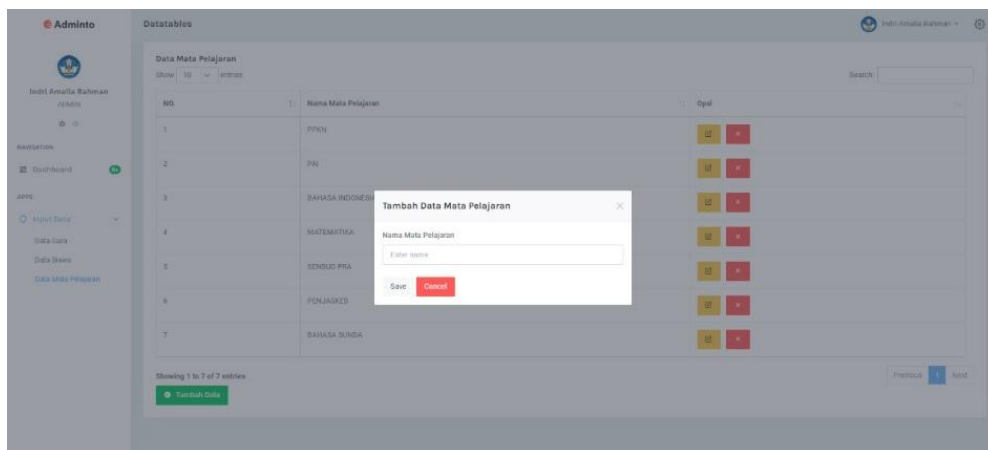 Adminto
Datatables
Indri Amalia Rahman
Indri Amalia Rahman
ADMIN
NAVIGATION
Dashboard
APPS
Input Data
Data Guru
Data Siswa
Data Mata Pelajaran
Data Mata Pelajaran
Show 10 entries
Search
NO. Nama Mata Pelajaran Opsi
1 PPKN
2 PAI
3 BAHASA INDONESIA
4 MATEMATIKA
5 SENBUD PRA
6 PENJASKES
7 BAHASA SUNDA
Showing 1 to 7 of 7 entries
Previous 1 Next
Tambah Data
Tambah Data Mata Pelajaran
Nama Mata Pelajaran
Enter name
Save Cancel